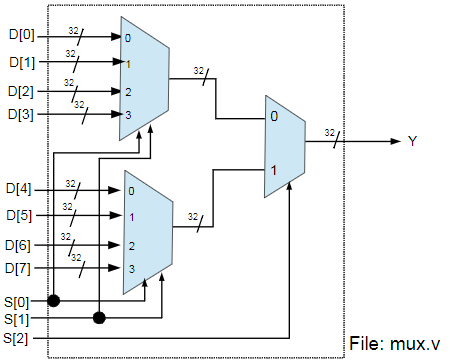 D[0] 32 0
D[1] 32 1
D[2] 32 2
D[3] 32 3
32
0
32 Y
1
D[4] 32 0
D[5] 32 1
D[6] 32 2
D[7] 32 3
32
S[0]
S[1]
S[2]
File: mux.v